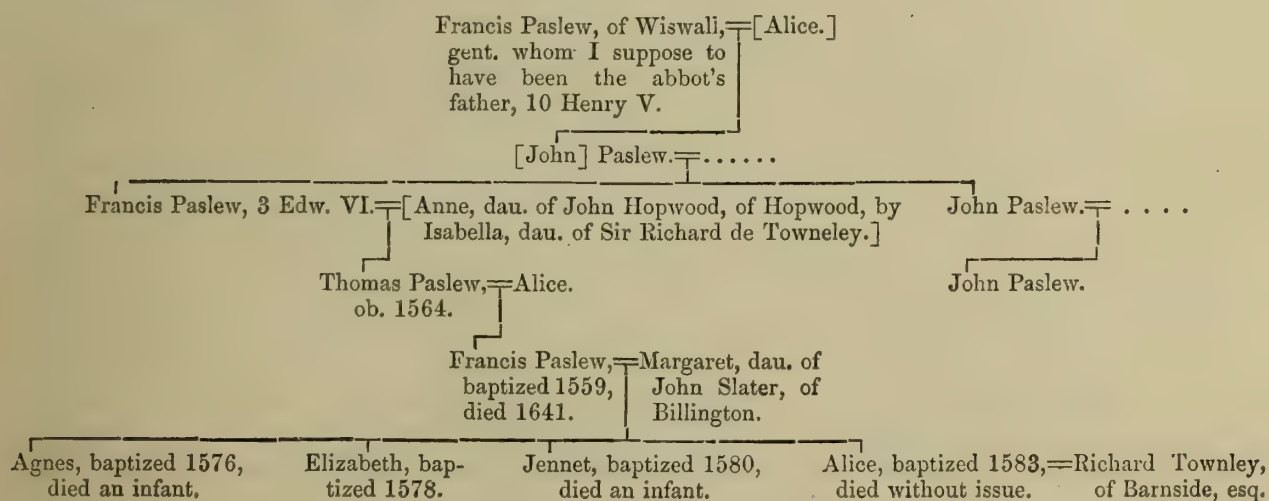 Francis Paslew, of Wiswall,=[Alice.]
gent. whom I suppose to
have been the abbot's
father, 10 Henry V.
[John] Paslew.=......
Francis Paslew, 3 Edw. VI.=[Anne, dau. of John Hopwood, of Hopwood, by
Isabella, dau. of Sir Richard de Towneley.]
John Paslew.= ....
Thomas Paslew,=Alice.
ob. 1564.
John Paslew.
Francis Paslew,=Margaret, dau. of
baptized 1559, John Slater, of
died 1641. Billington.
Agnes, baptized 1576,
died an infant.
Elizabeth, bap-
tized 1578.
Jennet, baptized 1580,
died an infant.
Alice, baptized 1583,=Richard Townley,
died without issue. of Barnside, esq.